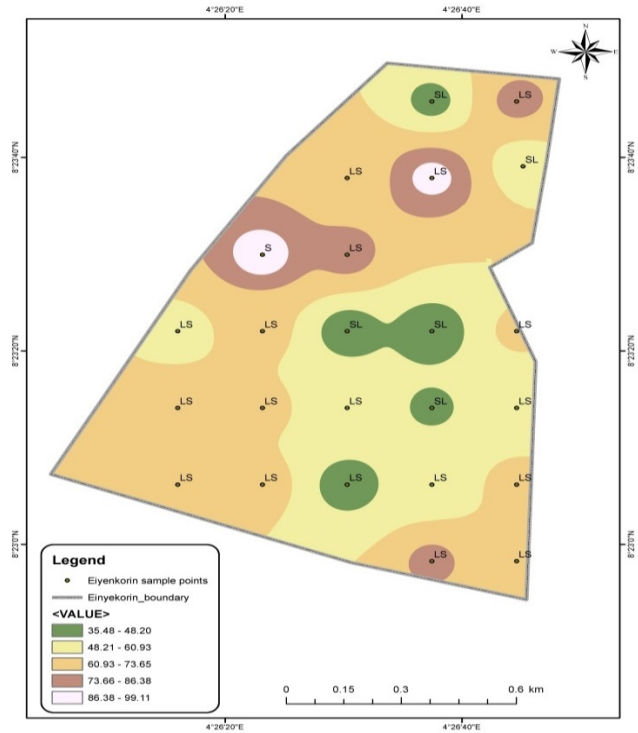 4°26'20"E 4°26'40"E
N
W E
S
SL LS
8°23'40"N 8°23'40"N
SL
LS LS
S LS
LS LS SL SL LS
8°23'20"N 8°23'20"N
LS LS LS SL LS
LS LS LS LS LS
8°23'0"N 8°23'0"N
LS LS
Legend
Eiyenkorin sample points
Einyekorin_boundary
<VALUE>
35.48 - 48.20
48.21 - 60.93
60.93 - 73.65
73.66 - 86.38
86.38 - 99.11
0 0.15 0.3 0.6 km
4°26'20"E 4°26'40"E